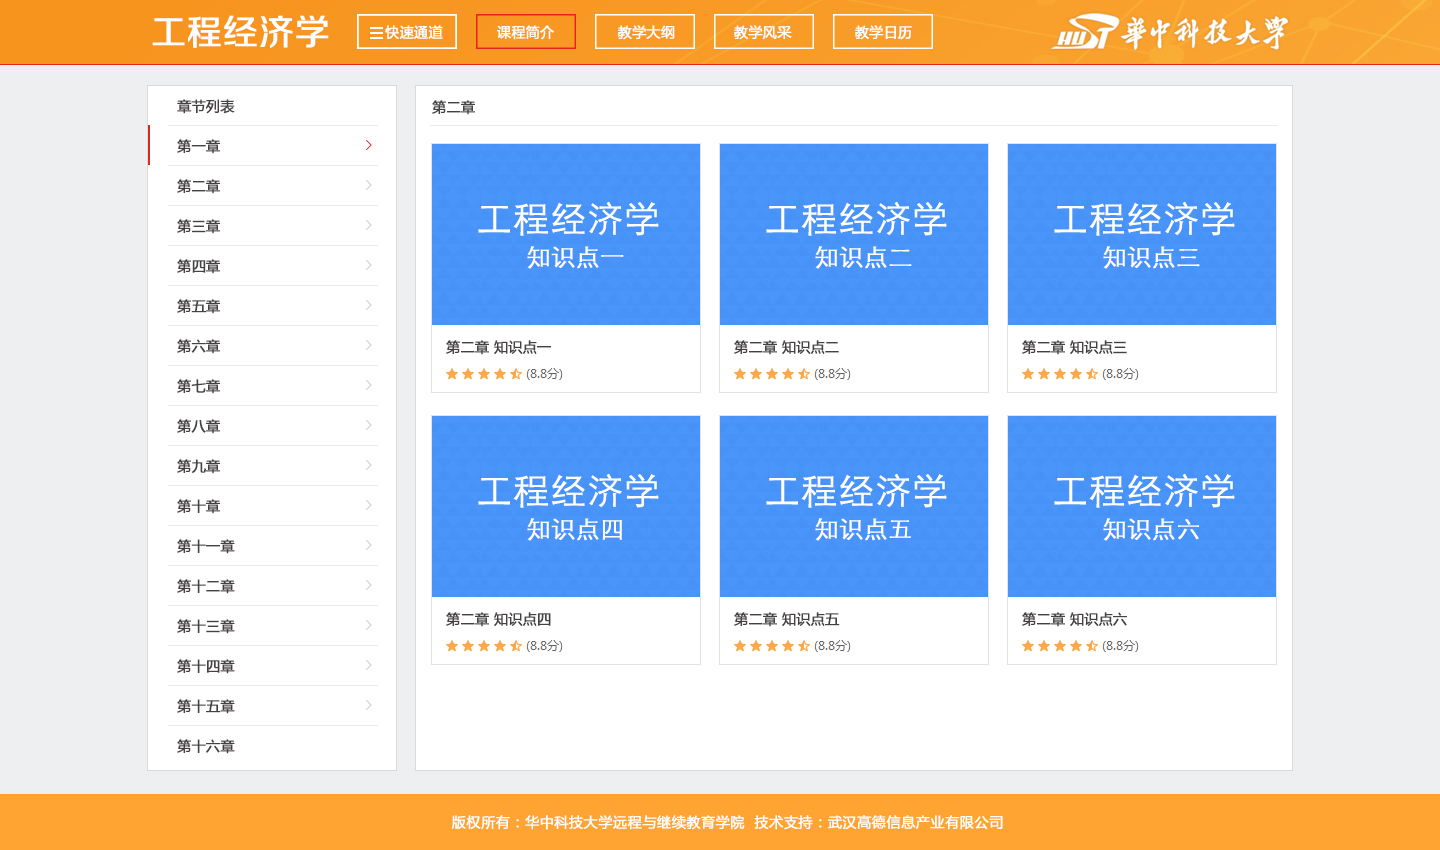 工程经济学
快速通道
课程简介
教学大纲
教学风采
教学日历
HUST 華中科技大学
章节列表
第一章
第二章
第三章
第四章
第五章
第六章
第七章
第八章
第九章
第十章
第十一章
第十二章
第十三章
第十四章
第十五章
第十六章
第二章
工程经济学
知识点一
第二章 知识点一
(8.8分)
工程经济学
知识点二
第二章 知识点二
(8.8分)
工程经济学
知识点三
第二章 知识点三
(8.8分)
工程经济学
知识点四
第二章 知识点四
(8.8分)
工程经济学
知识点五
第二章 知识点五
(8.8分)
工程经济学
知识点六
第二章 知识点六
(8.8分)
版权所有：华中科技大学远程与继续教育学院 技术支持：武汉高德信息产业有限公司